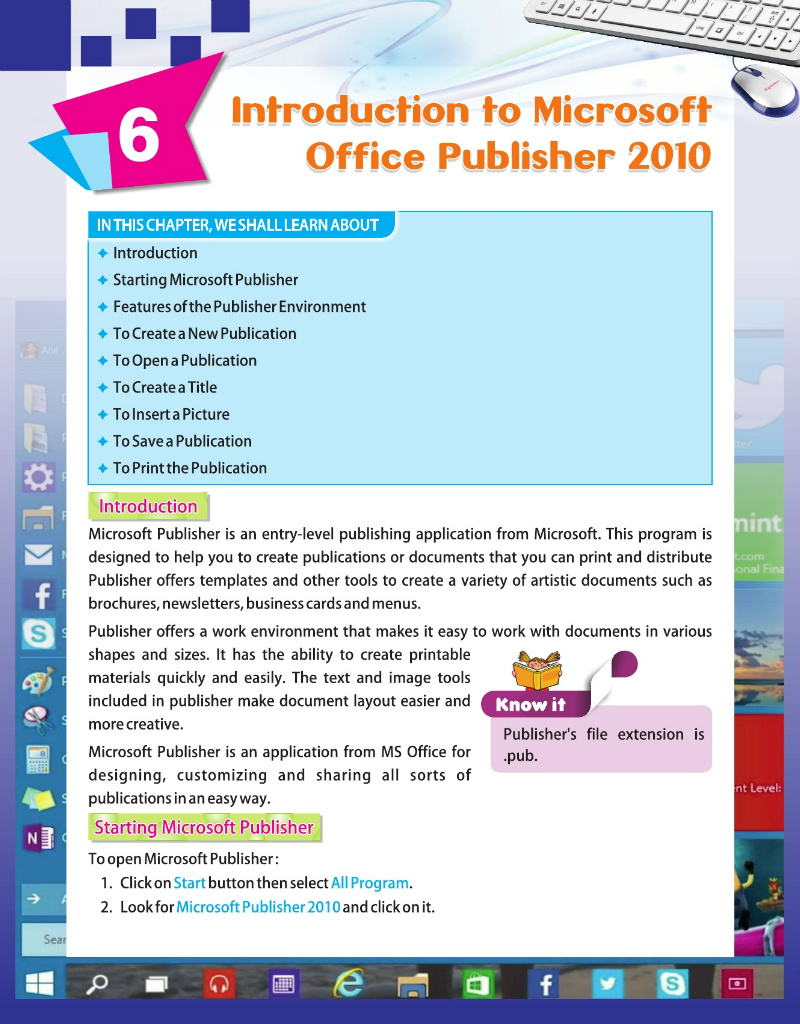 6
Introduction to Microsoft
Office Publisher 2010
IN THIS CHAPTER, WE SHALL LEARN ABOUT
Introduction
Starting Microsoft Publisher
Features of the Publisher Environment
To Create a New Publication
To Open a Publication
To Create a Title
To Insert a Picture
To Save a Publication
To Print the Publication
Introduction
Microsoft Publisher is an entry-level publishing application from Microsoft. This program is
designed to help you to create publications or documents that you can print and distribute
Publisher offers templates and other tools to create a variety of artistic documents such as
brochures, newsletters, business cards and menus.
Publisher offers a work environment that makes it easy to work with documents in various
shapes and sizes. It has the ability to create printable
materials quickly and easily. The text and image tools
included in publisher make document layout easier and
more creative.
Know it
Publisher's file extension is
.pub.
Microsoft Publisher is an application from MS Office for
designing, customizing and sharing all sorts of
publications in an easy way.
Starting Microsoft Publisher
To open Microsoft Publisher :
1. Click on Start button then select All Program.
2. Look for Microsoft Publisher 2010 and click on it.
mint
t.com
onal Fina
nt Level:
Sear